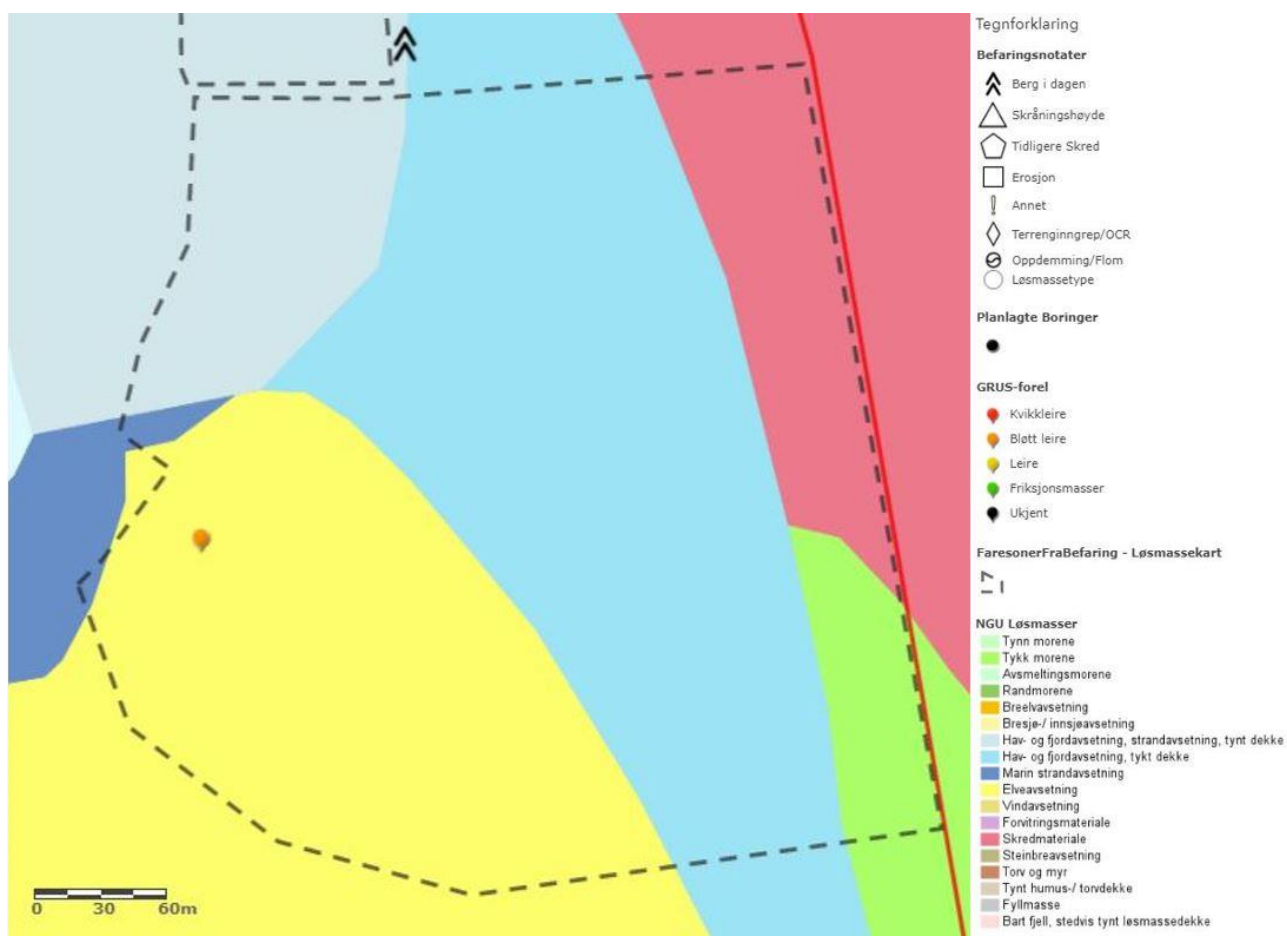 Tegnforklaring
Befaringsnotater
Berg i dagen
Skråningshøyde
Tidligere Skred
Erosjon
Annet
Terrenginngrep/OCR
Oppdemming/Flom
Løsmassetype
Planlagte Boringer
GRUS-forel
Kvikkleire
Bløtt leire
Leire
Friksjonsmasser
Ukjent
FaresonerFraBefaring - Løsmassekart
NGU Løsmasser
Tynn morene
Tykk morene
Avsmeltingsmorene
Randmorene
Breelvavsetning
Bresjø-/ innsjøavsetning
Hav- og fjordavsetning, strandavsetning, tynt dekke
Hav- og fjordavsetning, tykt dekke
Marin strandavsetning
Elveavsetning
Vindavsetning
Forvitringsmateriale
Skredmateriale
Steinbreavsetning
Torv og myr
Tynt humus-/ torvdekke
Fyllmasse
Bart fjell, stedvis tynt løsmassedekke
0 30 60m